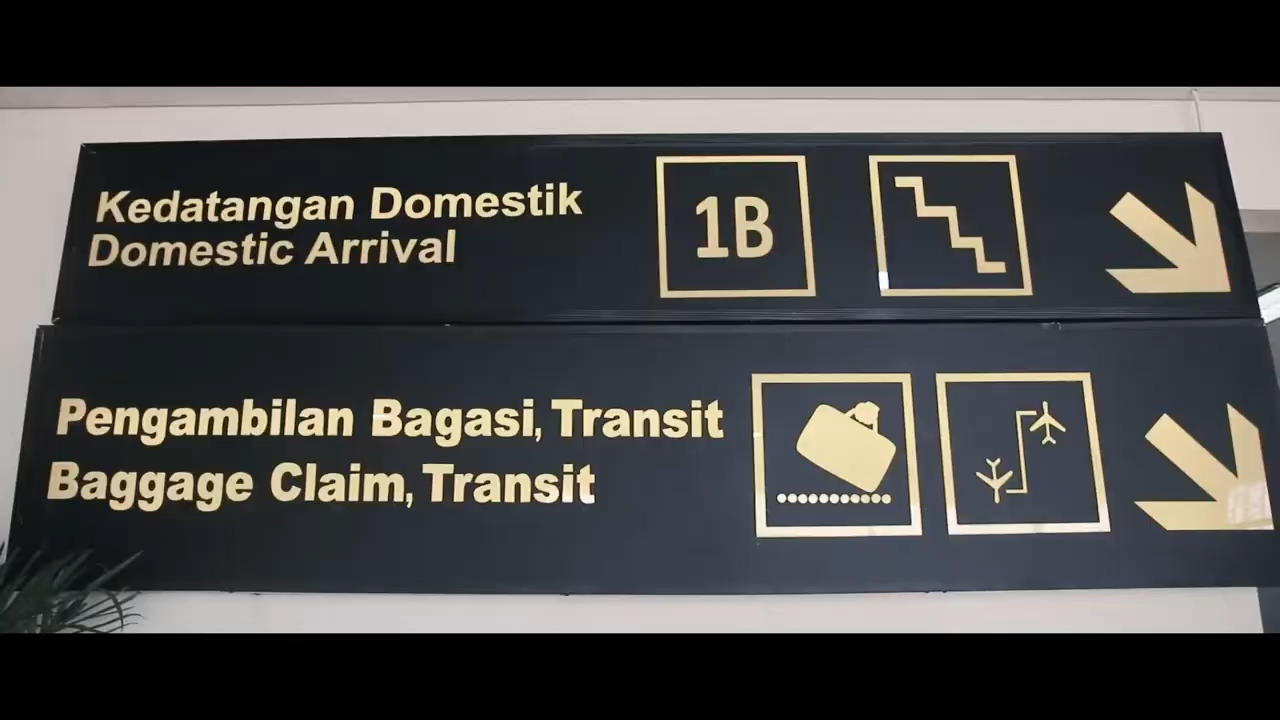 Kedatangan Domestik
Domestic Arrival
1B
Pengambilan Bagasi, Transit
Baggage Claim, Transit